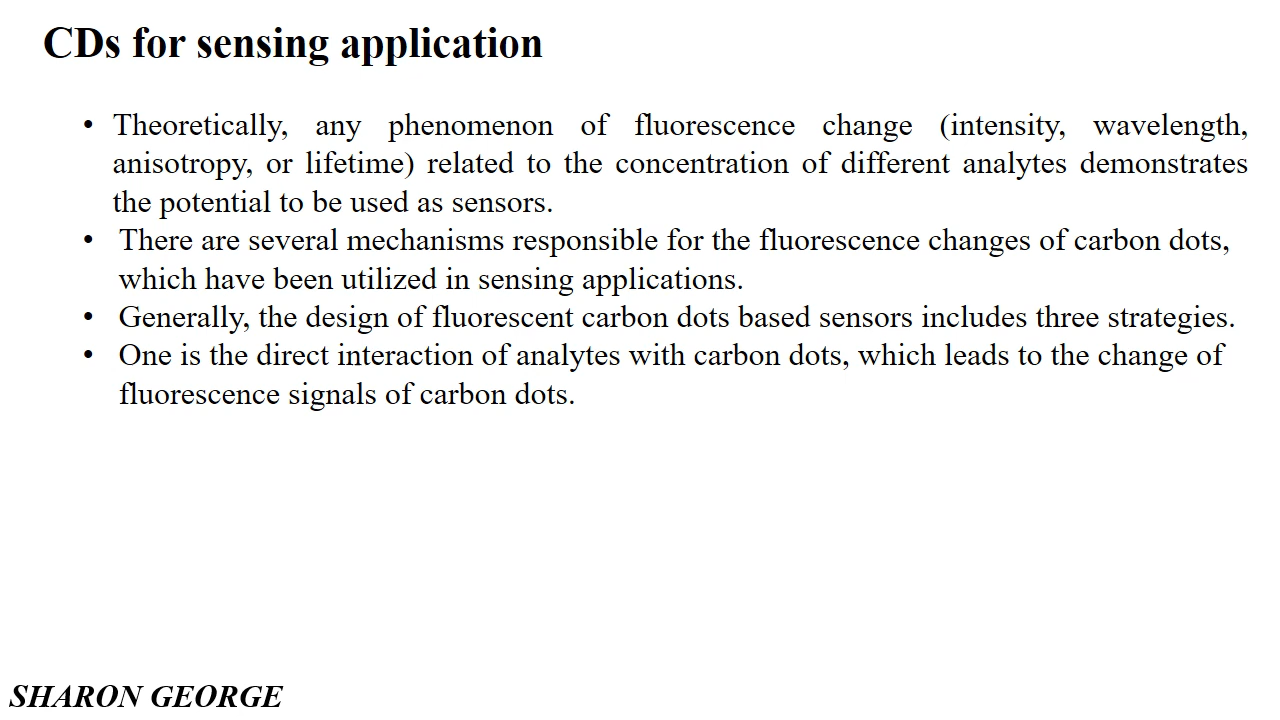 CDs for sensing application
• Theoretically, any phenomenon of fluorescence change (intensity, wavelength,
anisotropy, or lifetime) related to the concentration of different analytes demonstrates
the potential to be used as sensors.
• There are several mechanisms responsible for the fluorescence changes of carbon dots,
which have been utilized in sensing applications.
• Generally, the design of fluorescent carbon dots based sensors includes three strategies.
• One is the direct interaction of analytes with carbon dots, which leads to the change of
fluorescence signals of carbon dots.
SHARON GEORGE